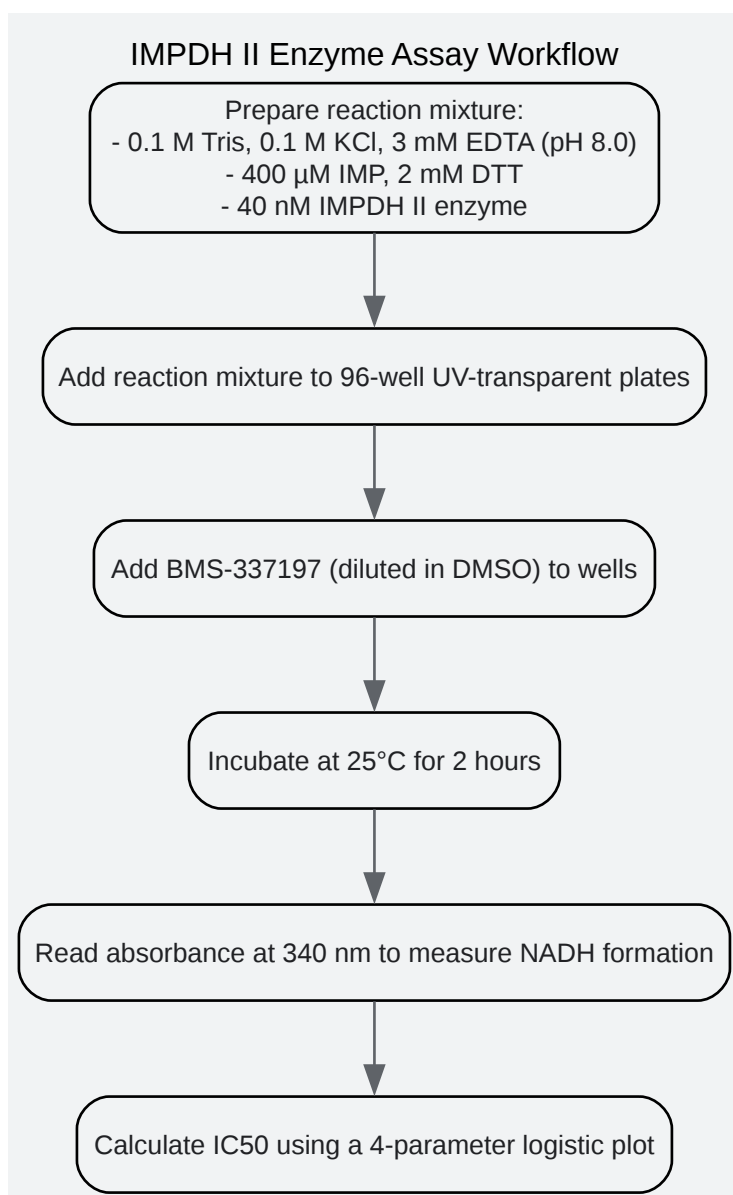 IMPDH II Enzyme Assay Workflow
Prepare reaction mixture:
- 0.1 M Tris, 0.1 M KCl, 3 mM EDTA (pH 8.0)
- 400 µM IMP, 2 mM DTT
- 40 nM IMPDH II enzyme
Add reaction mixture to 96-well UV-transparent plates
Add BMS-337197 (diluted in DMSO) to wells
Incubate at 25°C for 2 hours
Read absorbance at 340 nm to measure NADH formation
Calculate IC50 using a 4-parameter logistic plot